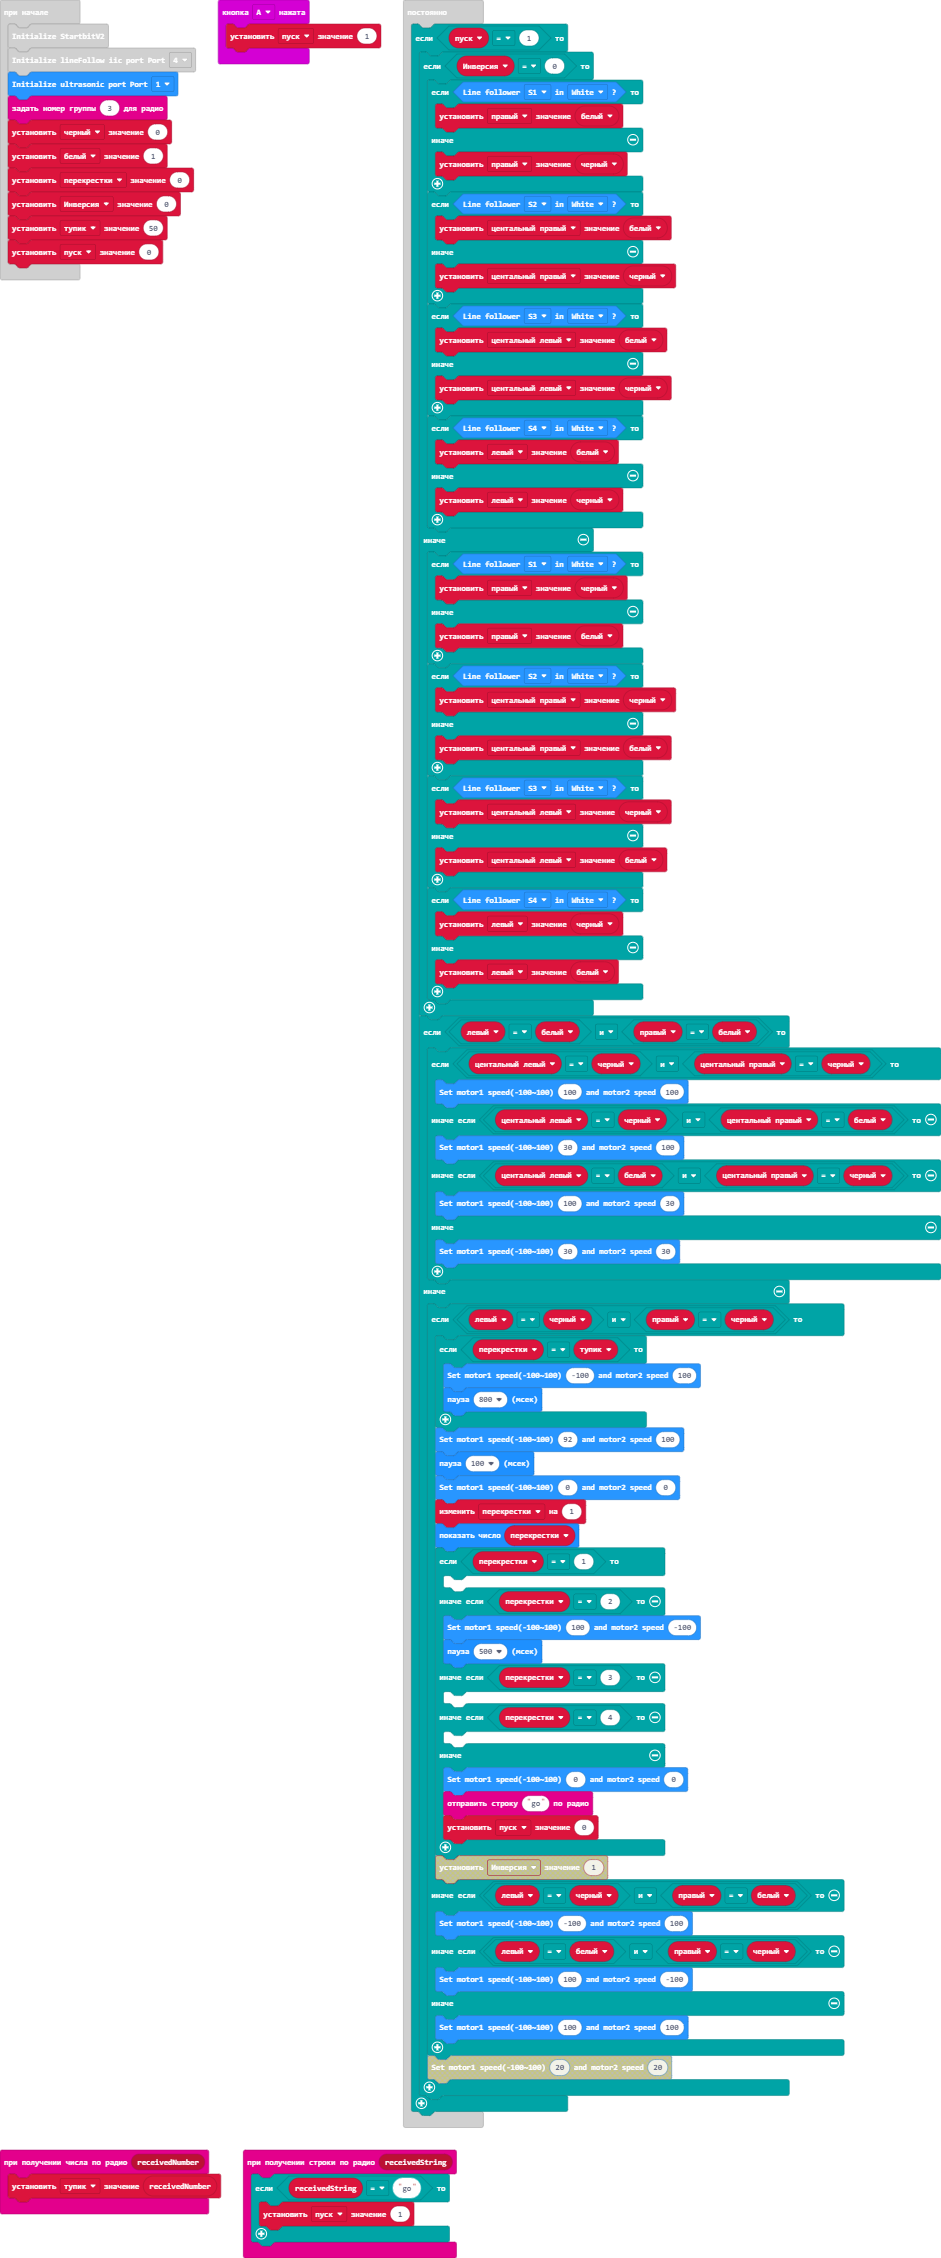 при начале
Initialize StartbitV2
Initialize lineFollow iic port Port 4
Initialize ultrasonic port Port 1
задать номер группы 3 для радио
установить черный значение 0
установить белый значение 1
установить перекрестки значение 0
установить Инверсия значение 0
установить тупик значение 50
установить пуск значение 0
кнопка A нажата
установить пуск значение 1
постоянно
если пуск = 1 то
если Инверсия = 0 то
если Line follower S1 in White ? то
установить правый значение белый
иначе
установить правый значение черный
если Line follower S2 in White ? то
установить центальный правый значение белый
иначе
установить центальный правый значение черный
если Line follower S3 in White ? то
установить центальный левый значение белый
иначе
установить центальный левый значение черный
если Line follower S4 in White ? то
установить левый значение белый
иначе
установить левый значение черный
иначе
если Line follower S1 in White ? то
установить правый значение черный
иначе
установить правый значение белый
если Line follower S2 in White ? то
установить центальный правый значение черный
иначе
установить центальный правый значение белый
если Line follower S3 in White ? то
установить центальный левый значение черный
иначе
установить центальный левый значение белый
если Line follower S4 in White ? то
установить левый значение черный
иначе
установить левый значение белый
если левый = белый и правый = белый то
если центальный левый = черный и центальный правый = черный то
Set motor1 speed(-100~100) 100 and motor2 speed 100
иначе если центальный левый = черный и центальный правый = белый то
Set motor1 speed(-100~100) 30 and motor2 speed 100
иначе если центальный левый = белый и центальный правый = черный то
Set motor1 speed(-100~100) 100 and motor2 speed 30
иначе
Set motor1 speed(-100~100) 30 and motor2 speed 30
иначе
если левый = черный и правый = черный то
если перекрестки = тупик то
Set motor1 speed(-100~100) -100 and motor2 speed 100
пауза 800 (мсек)
Set motor1 speed(-100~100) 92 and motor2 speed 100
пауза 100 (мсек)
Set motor1 speed(-100~100) 0 and motor2 speed 0
изменить перекрестки на 1
показать число перекрестки
если перекрестки = 1 то
иначе если перекрестки = 2 то
Set motor1 speed(-100~100) 100 and motor2 speed -100
пауза 500 (мсек)
иначе если перекрестки = 3 то
иначе если перекрестки = 4 то
иначе
Set motor1 speed(-100~100) 0 and motor2 speed 0
отправить строку "go" по радио
установить пуск значение 0
установить Инверсия значение 1
иначе если левый = черный и правый = белый то
Set motor1 speed(-100~100) -100 and motor2 speed 100
иначе если левый = белый и правый = черный то
Set motor1 speed(-100~100) 100 and motor2 speed -100
иначе
Set motor1 speed(-100~100) 100 and motor2 speed 100
Set motor1 speed(-100~100) 20 and motor2 speed 20
при получении числа по радио receivedNumber
установить тупик значение receivedNumber
при получении строки по радио receivedString
если receivedString = "go" то
установить пуск значение 1